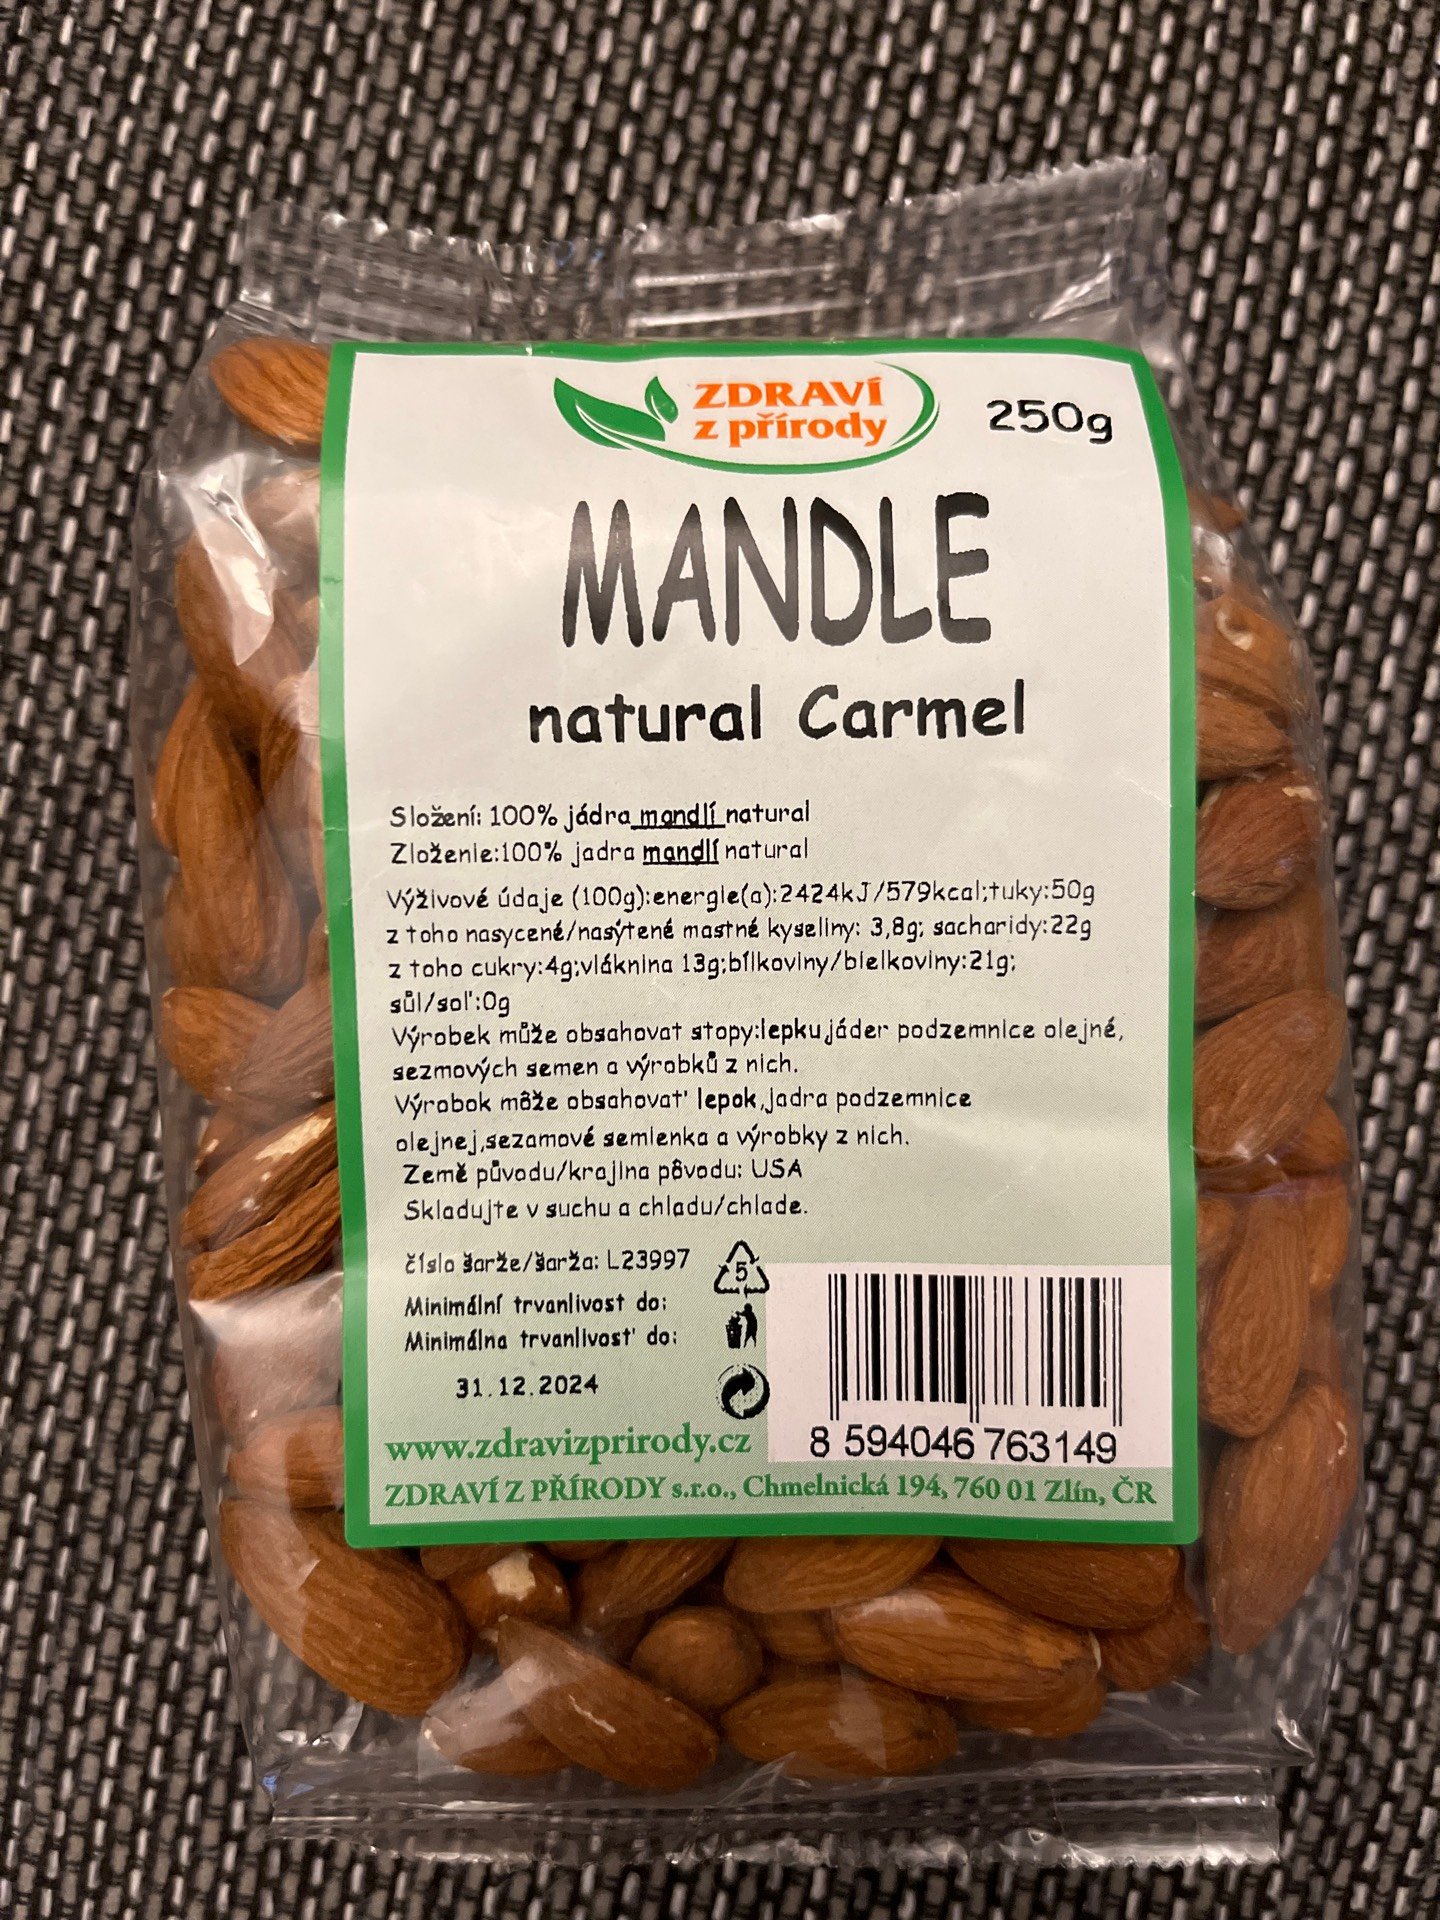 ZDRAVÍ
z přírody
250g
MANDLE
natural Carmel
Složení: 100% jádra mandlí natural
Zloženie:100% jadra mandlí natural
Výživové údaje (100g):energie(a):2424kJ/579kcal;tuky:50g
z toho nasycené/nasýtené mastné kyseliny: 3,8g; sacharidy:22g
z toho cukry:4g;vláknina 13g;bílkoviny/bielkoviny:21g;
sůl/soľ:0g
Výrobek může obsahovat stopy:lepku,jáder podzemnice olejné,
sezmových semen a výrobků z nich.
Výrobok môže obsahovať lepok,jadra podzemnice
olejnej,sezamové semienka a výrobky z nich.
Země původu/krajina pôvodu: USA
Skladujte v suchu a chladu/chlade.
číslo šarže/šarža: L23997
5
Minimální trvanlivost do:
Minimálna trvanlivosť do:
31.12.2024
8 594046 763149
www.zdravizprirody.cz
ZDRAVÍ Z PŘÍRODY s.r.o., Chmelnická 194, 760 01 Zlín, ČR